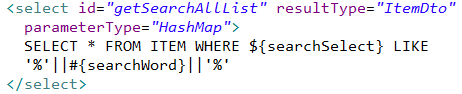 <select id="getSearchAllList" resultType="ItemDto"
parameterType="HashMap">
SELECT * FROM ITEM WHERE ${searchSelect} LIKE
'%'||#{searchWord}||'%'
</select>